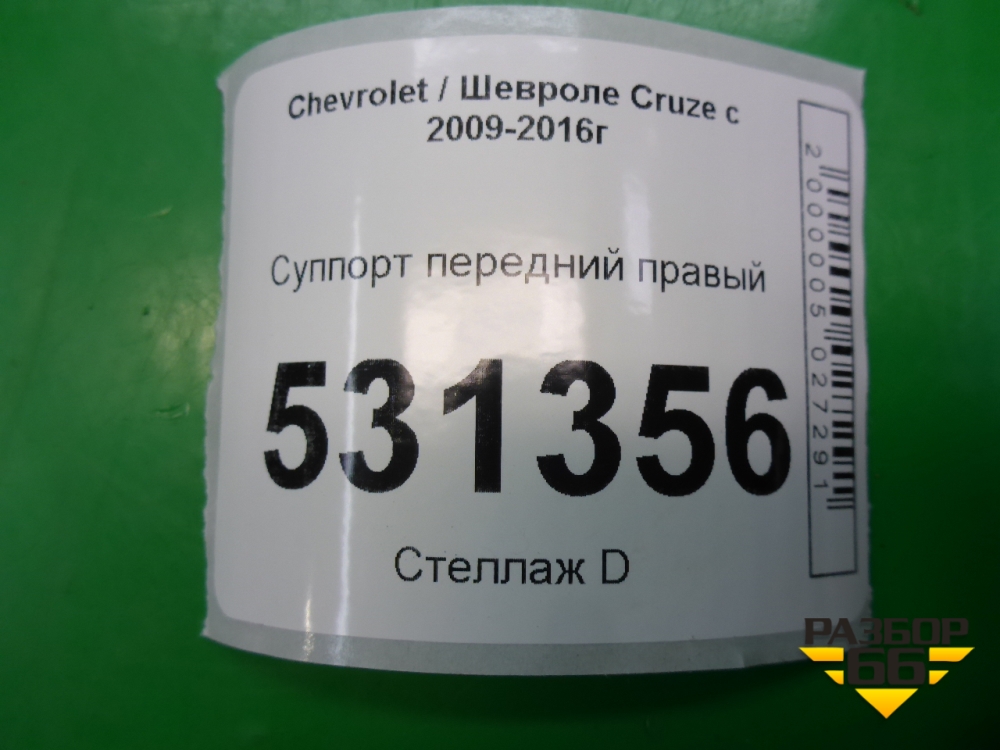 Chevrolet / Шевроле Cruze с
2009-2016г
Суппорт передний правый
531356
Стеллаж D
2000005027291
РАЗБОР
66